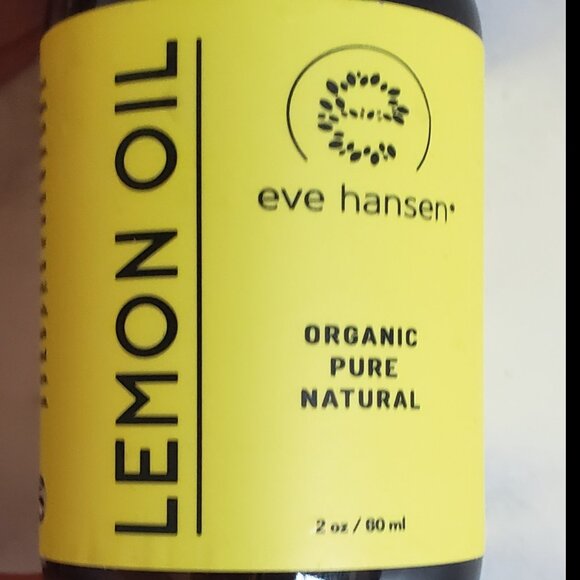 LEMON OIL
eve hansen
ORGANIC
PURE
NATURAL
2 oz / 60 ml